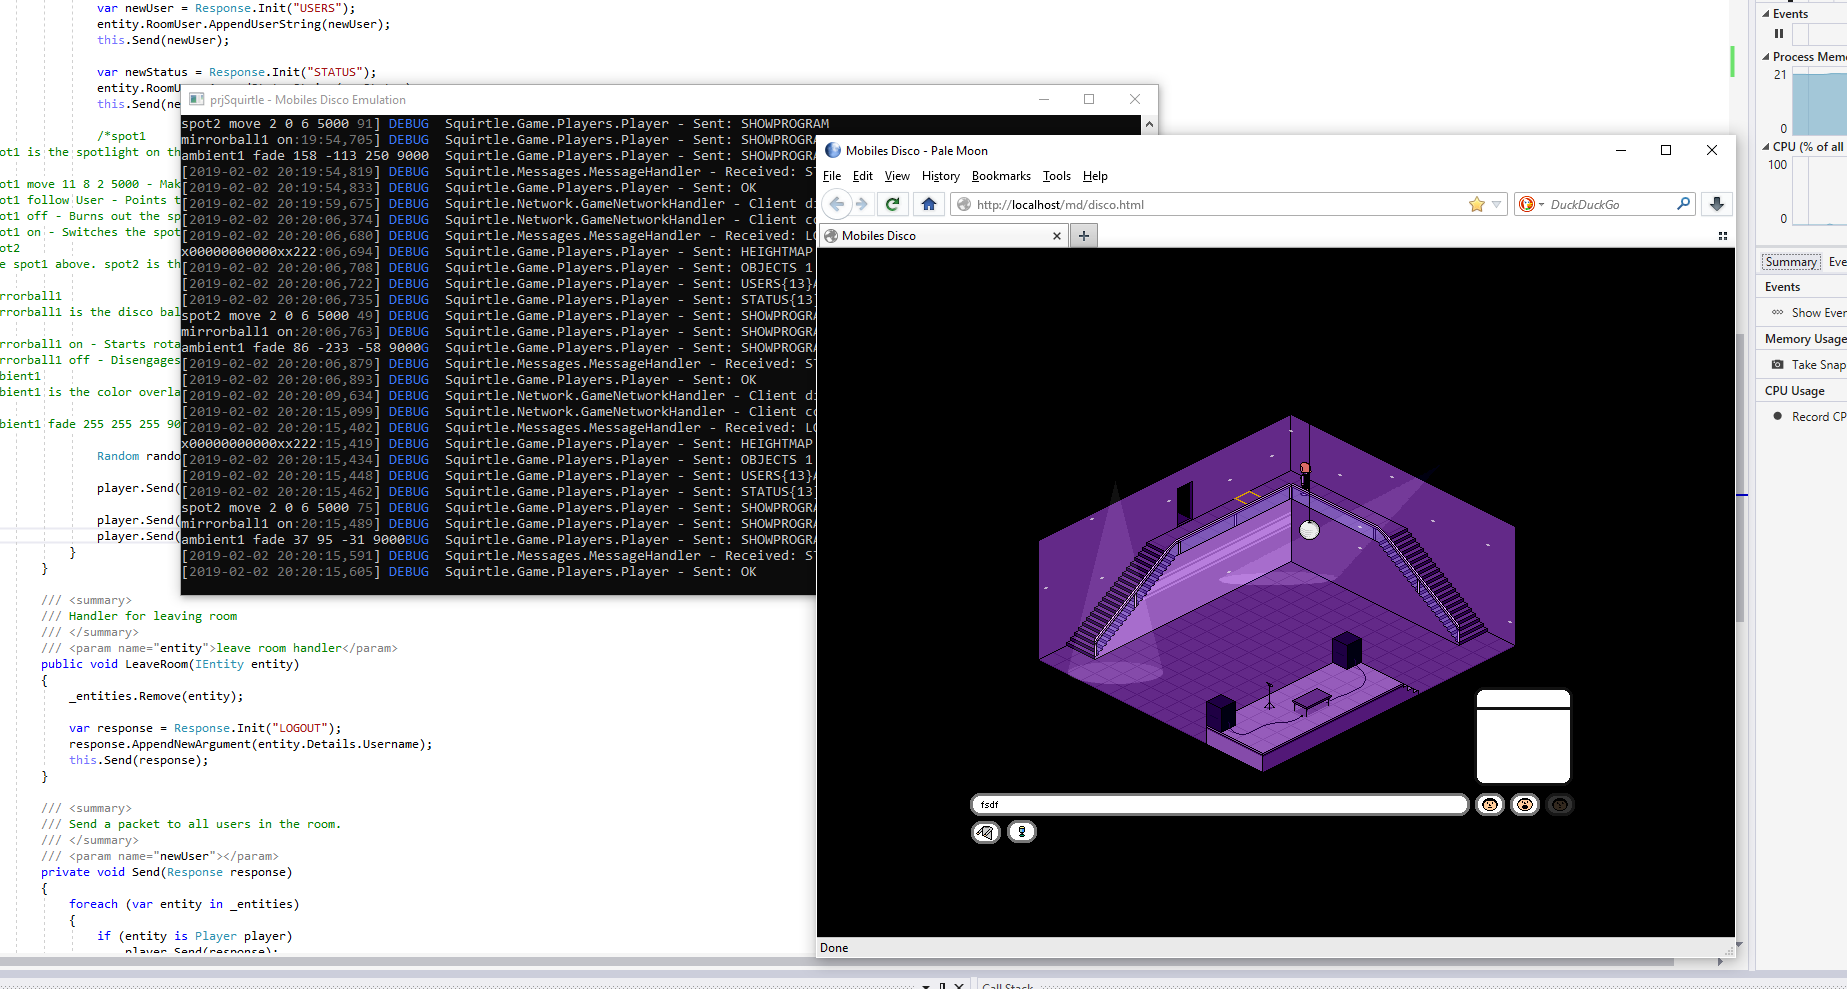 var newUser = Response.Init("USERS");
entity.RoomUser.AppendUserString(newUser);
this.Send(newUser);
var newStatus = Response.Init("STATUS");
entity.RoomU
this.Send(ne
/*spot1
ot1 is the spotlight on th
ot1 move 11 8 2 5000 - Mak
ot1 follow User - Points t
ot1 off - Burns out the sp
ot1 on - Switches the spot
ot2
e spot1 above. spot2 is th
rrorball1
rrorball1 is the disco bal
rrorball1 on - Starts rota
rrorball1 off - Disengages
bient1
bient1 is the color overla
bient1 fade 255 255 255 90
Random rando
player.Send(
player.Send(
player.Send(
}
}
/// <summary>
/// Handler for leaving room
/// </summary>
/// <param name="entity">leave room handler</param>
public void LeaveRoom(IEntity entity)
{
_entities.Remove(entity);
var response = Response.Init("LOGOUT");
response.AppendNewArgument(entity.Details.Username);
this.Send(response);
}
/// <summary>
/// Send a packet to all users in the room.
/// </summary>
/// <param name="newUser"></param>
private void Send(Response response)
{
foreach (var entity in _entities)
{
if (entity is Player player)
player.Send(response);
prjSquirtle - Mobiles Disco Emulation
spot2 move 2 0 6 5000 91] DEBUG Squirtle.Game.Players.Player - Sent: SHOWPROGRAM
mirrorball1 on:19:54,705] DEBUG Squirtle.Game.Players.Player - Sent: SHOWPROGRA
ambient1 fade 158 -113 250 9000 Squirtle.Game.Players.Player - Sent: SHOWPROGRA
[2019-02-02 20:19:54,819] DEBUG Squirtle.Messages.MessageHandler - Received: ST
[2019-02-02 20:19:54,833] DEBUG Squirtle.Game.Players.Player - Sent: OK
[2019-02-02 20:19:59,675] DEBUG Squirtle.Network.GameNetworkHandler - Client di
[2019-02-02 20:20:06,374] DEBUG Squirtle.Network.GameNetworkHandler - Client co
[2019-02-02 20:20:06,680] DEBUG Squirtle.Messages.MessageHandler - Received: LO
x00000000000xx222:06,694] DEBUG Squirtle.Game.Players.Player - Sent: HEIGHTMAP
[2019-02-02 20:20:06,708] DEBUG Squirtle.Game.Players.Player - Sent: OBJECTS 1
[2019-02-02 20:20:06,722] DEBUG Squirtle.Game.Players.Player - Sent: USERS{13}A
[2019-02-02 20:20:06,735] DEBUG Squirtle.Game.Players.Player - Sent: STATUS{13}
spot2 move 2 0 6 5000 49] DEBUG Squirtle.Game.Players.Player - Sent: SHOWPROGRA
mirrorball1 on:20:06,763] DEBUG Squirtle.Game.Players.Player - Sent: SHOWPROGRA
ambient1 fade 86 -233 -58 9000G Squirtle.Game.Players.Player - Sent: SHOWPROGRA
[2019-02-02 20:20:06,879] DEBUG Squirtle.Messages.MessageHandler - Received: ST
[2019-02-02 20:20:06,893] DEBUG Squirtle.Game.Players.Player - Sent: OK
[2019-02-02 20:20:09,634] DEBUG Squirtle.Network.GameNetworkHandler - Client di
[2019-02-02 20:20:15,099] DEBUG Squirtle.Network.GameNetworkHandler - Client co
[2019-02-02 20:20:15,402] DEBUG Squirtle.Messages.MessageHandler - Received: LO
x00000000000xx222:15,419] DEBUG Squirtle.Game.Players.Player - Sent: HEIGHTMAP
[2019-02-02 20:20:15,434] DEBUG Squirtle.Game.Players.Player - Sent: OBJECTS 1
[2019-02-02 20:20:15,448] DEBUG Squirtle.Game.Players.Player - Sent: USERS{13}A
[2019-02-02 20:20:15,462] DEBUG Squirtle.Game.Players.Player - Sent: STATUS{13}
spot2 move 2 0 6 5000 75] DEBUG Squirtle.Game.Players.Player - Sent: SHOWPROGRA
mirrorball1 on:20:15,489] DEBUG Squirtle.Game.Players.Player - Sent: SHOWPROGRA
ambient1 fade 37 95 -31 9000BUG Squirtle.Game.Players.Player - Sent: SHOWPROGRA
[2019-02-02 20:20:15,591] DEBUG Squirtle.Messages.MessageHandler - Received: ST
[2019-02-02 20:20:15,605] DEBUG Squirtle.Game.Players.Player - Sent: OK
Mobiles Disco - Pale Moon
File Edit View History Bookmarks Tools Help
http://localhost/md/disco.html
DuckDuckGo
Mobiles Disco
fsdf
Done
Events
Process Mem
21
0
CPU (% of all
100
0
Summary Eve
Events
Show Ever
Memory Usage
Take Snap
CPU Usage
Record CP
Call Stack